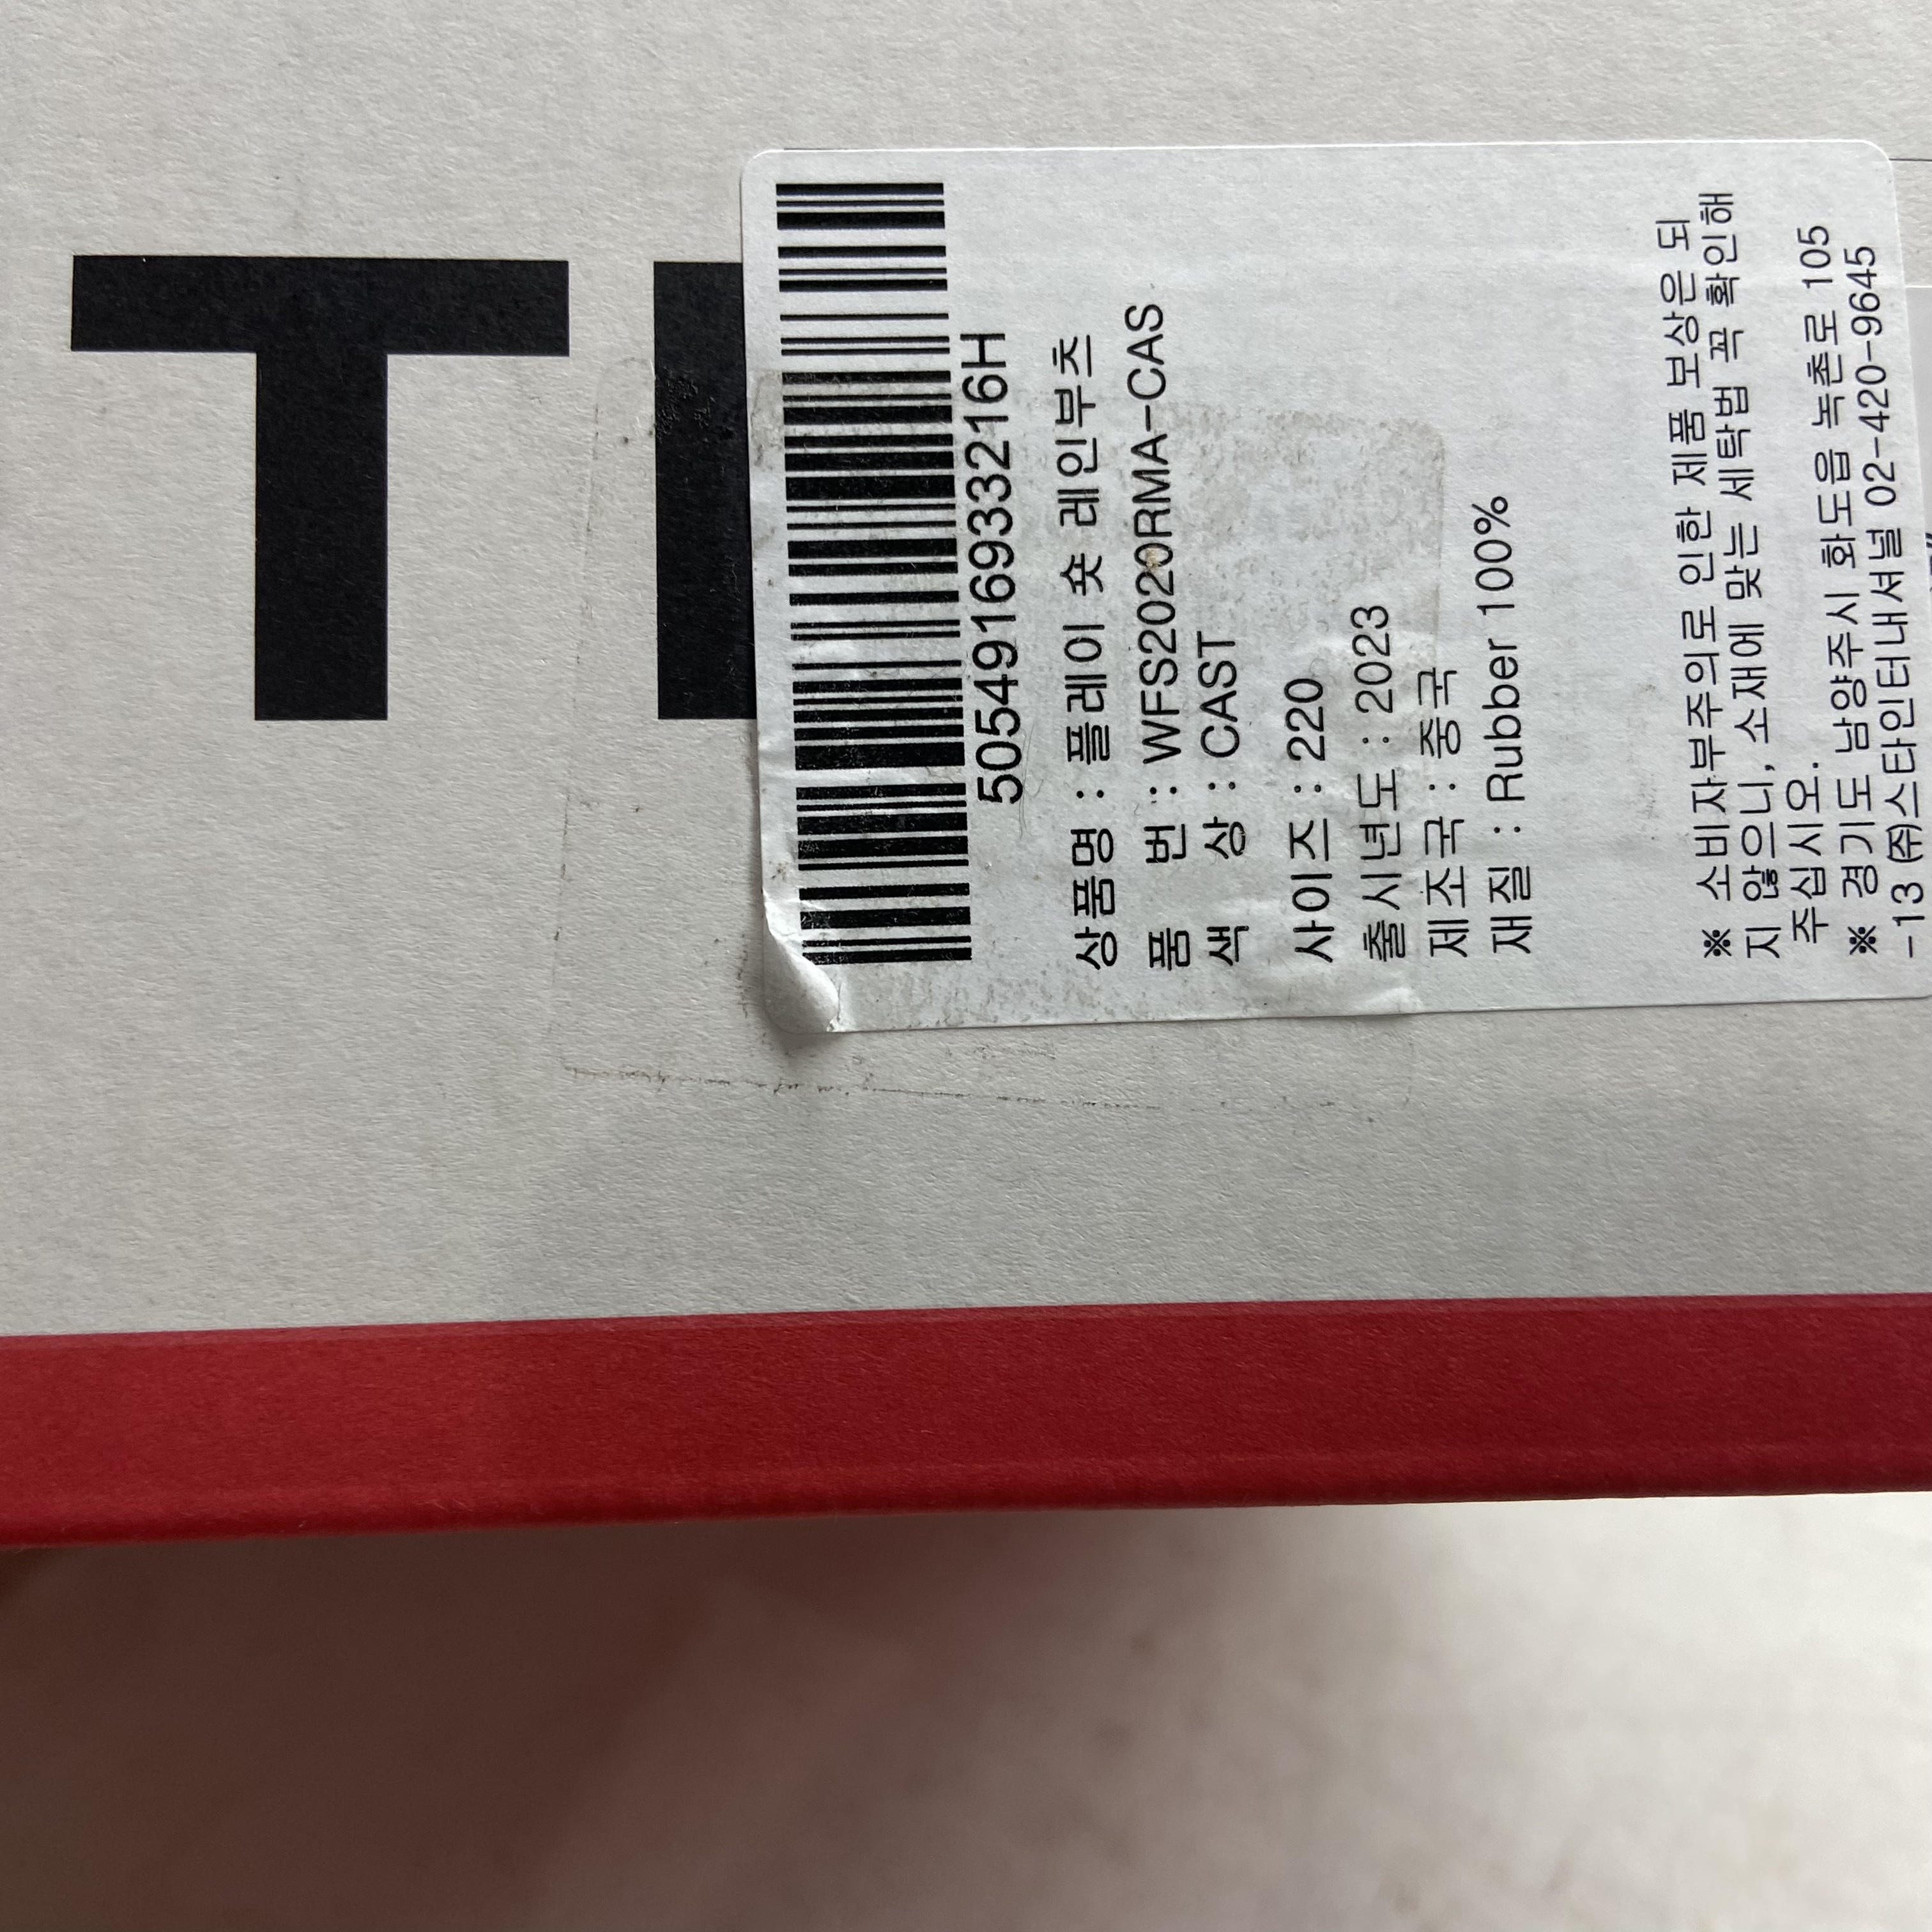 5054916933216H
상품명 : 플레이 숏 레인부츠
품 번 : WFS2020RMA-CAS
색 상 : CAST
사이즈 : 220
출시년도 : 2023
제조국 : 중국
재질 : Rubber 100%
※ 소비자부주의로 인한 제품 보상은 되
지 않으니, 소재에 맞는 세탁법 꼭 확인해
주십시오.
※ 경기도 남양주시 화도읍 녹촌로 105
-13 ㈜스타인터내셔널 02-420-9645